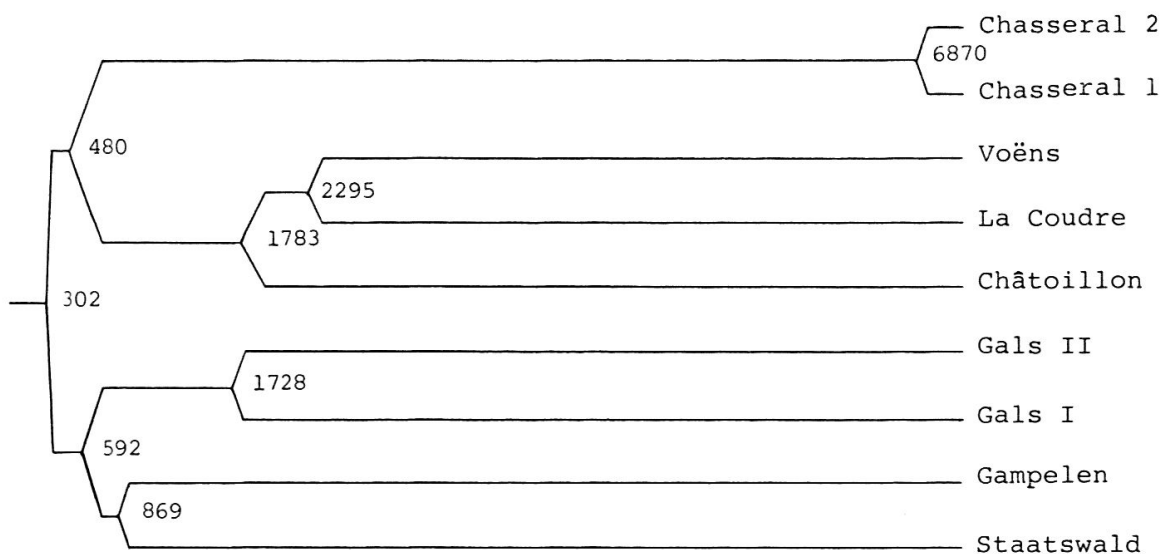 Chasseral 2
6870
Chasseral 1
480
Voëns
2295
La Coudre
1783
Châtoillon
302
Gals II
1728
Gals I
592
Gampelen
869
Staatswald